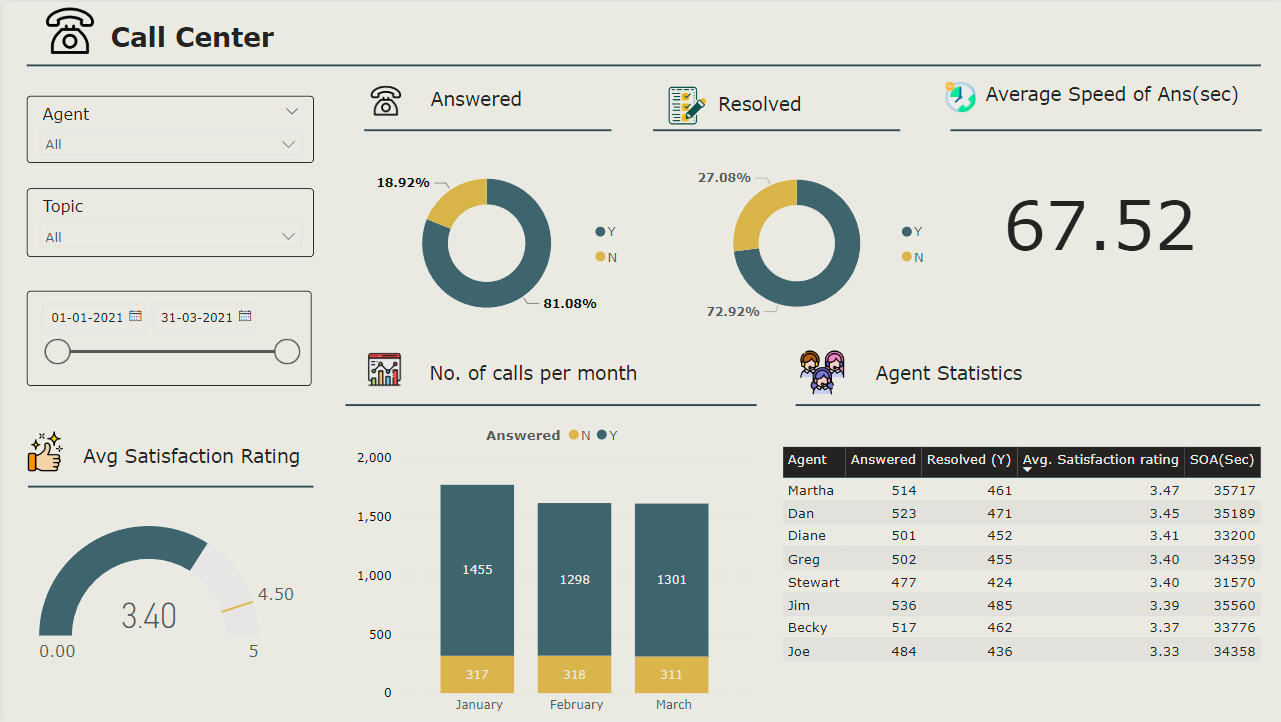 Call Center
Agent
All
Topic
All
01-01-2021 31-03-2021
Avg Satisfaction Rating
3.40
4.50
0.00
5
Answered
18.92%
81.08%
Y
N
Resolved
27.08%
72.92%
Y
N
Average Speed of Ans(sec)
67.52
No. of calls per month
Answered N Y
2,000
1,500
1,000
500
0
1455 1298 1301
317 318 311
January February March
Agent Statistics
Agent Answered Resolved (Y) Avg. Satisfaction rating SOA(Sec)
Martha 514 461 3.47 35717
Dan 523 471 3.45 35189
Diane 501 452 3.41 33200
Greg 502 455 3.40 34359
Stewart 477 424 3.40 31570
Jim 536 485 3.39 35560
Becky 517 462 3.37 33776
Joe 484 436 3.33 34358